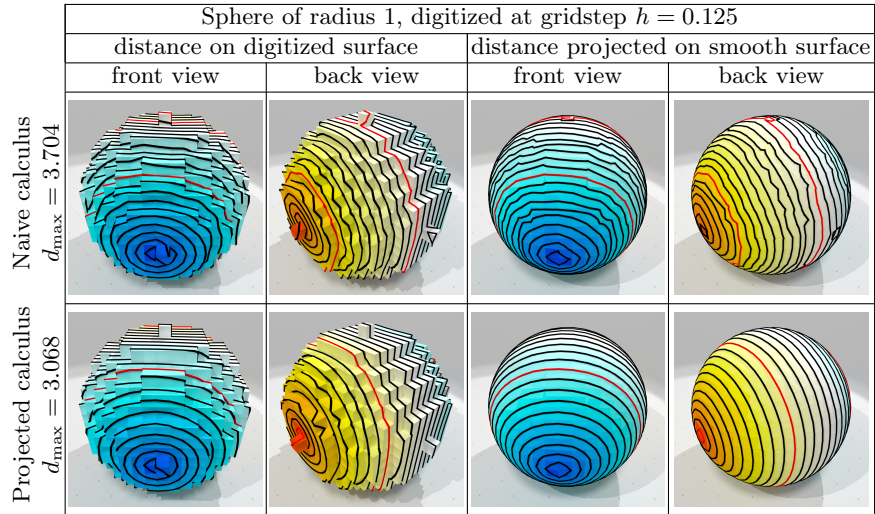 Sphere of radius 1, digitized at gridstep h = 0.125
distance on digitized surface distance projected on smooth surface
front view back view front view back view
Naive calculus
d_max = 3.704
Projected calculus
d_max = 3.068